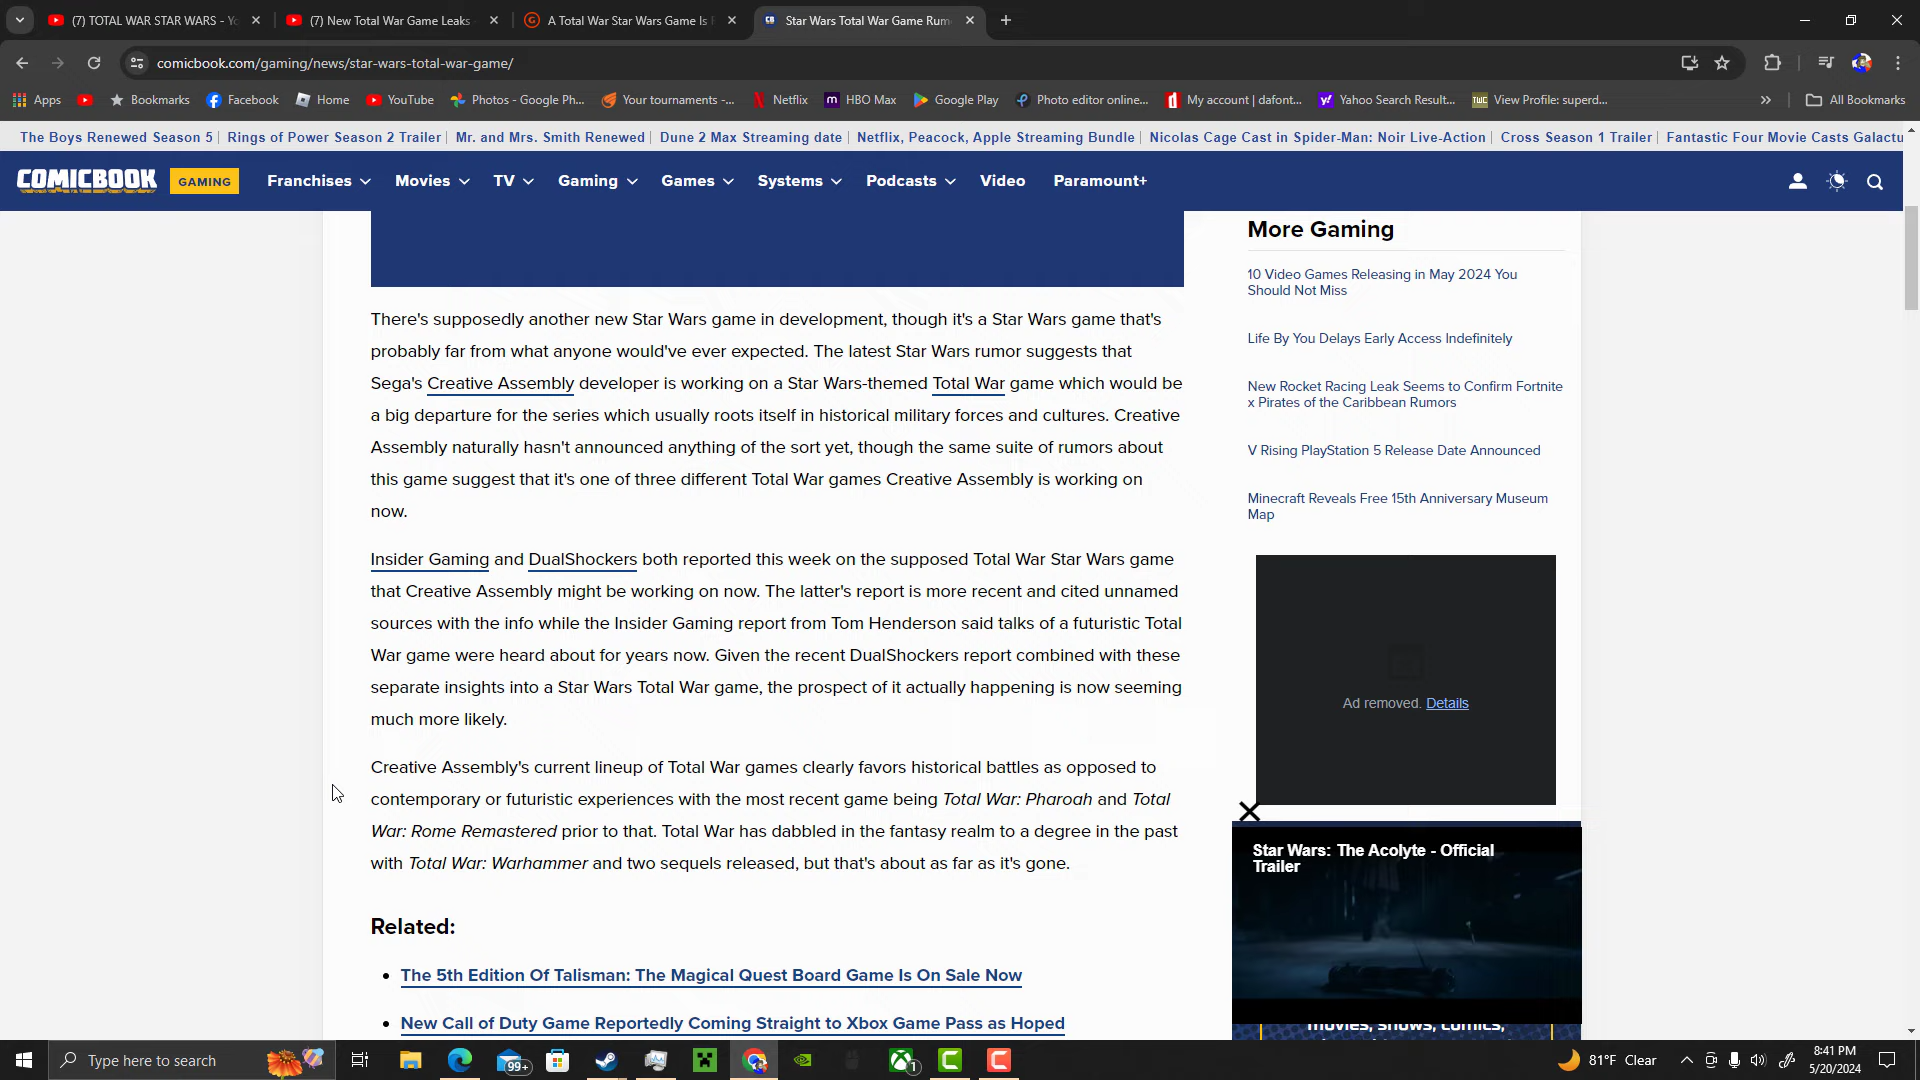 (7) TOTAL WAR STAR WARS - Yo
(7) New Total War Game Leaks
A Total War Star Wars Game Is
Star Wars Total War Game Rum
comicbook.com/gaming/news/star-wars-total-war-game/
Apps
Bookmarks
Facebook
Home
YouTube
Photos - Google Ph...
Your tournaments -...
Netflix
HBO Max
Google Play
Photo editor online...
My account | dafont...
Yahoo Search Result...
View Profile: superd...
All Bookmarks
The Boys Renewed Season 5 | Rings of Power Season 2 Trailer | Mr. and Mrs. Smith Renewed | Dune 2 Max Streaming date | Netflix, Peacock, Apple Streaming Bundle | Nicolas Cage Cast in Spider-Man: Noir Live-Action | Cross Season 1 Trailer | Fantastic Four Movie Casts Galactu
COMICBOOK GAMING Franchises Movies TV Gaming Games Systems Podcasts Video Paramount+
There's supposedly another new Star Wars game in development, though it's a Star Wars game that's
probably far from what anyone would've ever expected. The latest Star Wars rumor suggests that
Sega's Creative Assembly developer is working on a Star Wars-themed Total War game which would be
a big departure for the series which usually roots itself in historical military forces and cultures. Creative
Assembly naturally hasn't announced anything of the sort yet, though the same suite of rumors about
this game suggest that it's one of three different Total War games Creative Assembly is working on
now.
Insider Gaming and DualShockers both reported this week on the supposed Total War Star Wars game
that Creative Assembly might be working on now. The latter's report is more recent and cited unnamed
sources with the info while the Insider Gaming report from Tom Henderson said talks of a futuristic Total
War game were heard about for years now. Given the recent DualShockers report combined with these
separate insights into a Star Wars Total War game, the prospect of it actually happening is now seeming
much more likely.
Creative Assembly's current lineup of Total War games clearly favors historical battles as opposed to
contemporary or futuristic experiences with the most recent game being Total War: Pharoah and Total
War: Rome Remastered prior to that. Total War has dabbled in the fantasy realm to a degree in the past
with Total War: Warhammer and two sequels released, but that's about as far as it's gone.
Related:
The 5th Edition Of Talisman: The Magical Quest Board Game Is On Sale Now
New Call of Duty Game Reportedly Coming Straight to Xbox Game Pass as Hoped
More Gaming
10 Video Games Releasing in May 2024 You
Should Not Miss
Life By You Delays Early Access Indefinitely
New Rocket Racing Leak Seems to Confirm Fortnite
x Pirates of the Caribbean Rumors
V Rising PlayStation 5 Release Date Announced
Minecraft Reveals Free 15th Anniversary Museum
Map
Ad removed. Details
Star Wars: The Acolyte - Official
Trailer
movies, shows, comics,
Type here to search
99+
1
81°F Clear
8:41 PM
5/20/2024